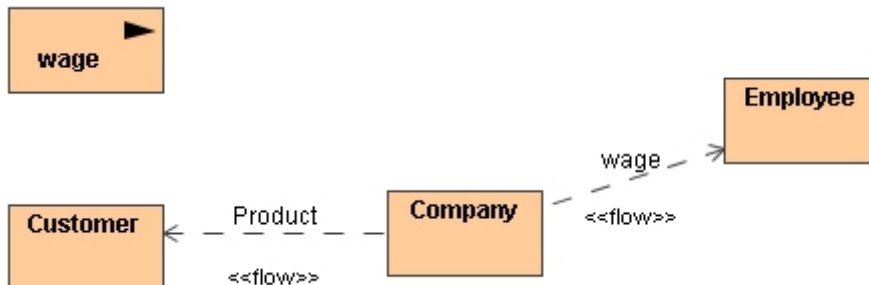 wage
Employee
wage
<<flow>>
Customer
Product
<<flow>>
Company